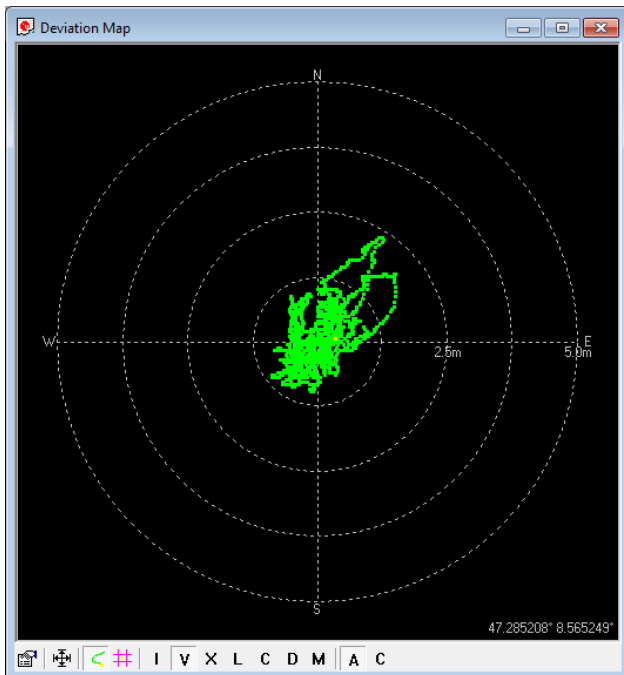 Deviation Map
N
W
E
2.5m
5.0m
S
47.285208° 8.565249°
I V X L C D M A C